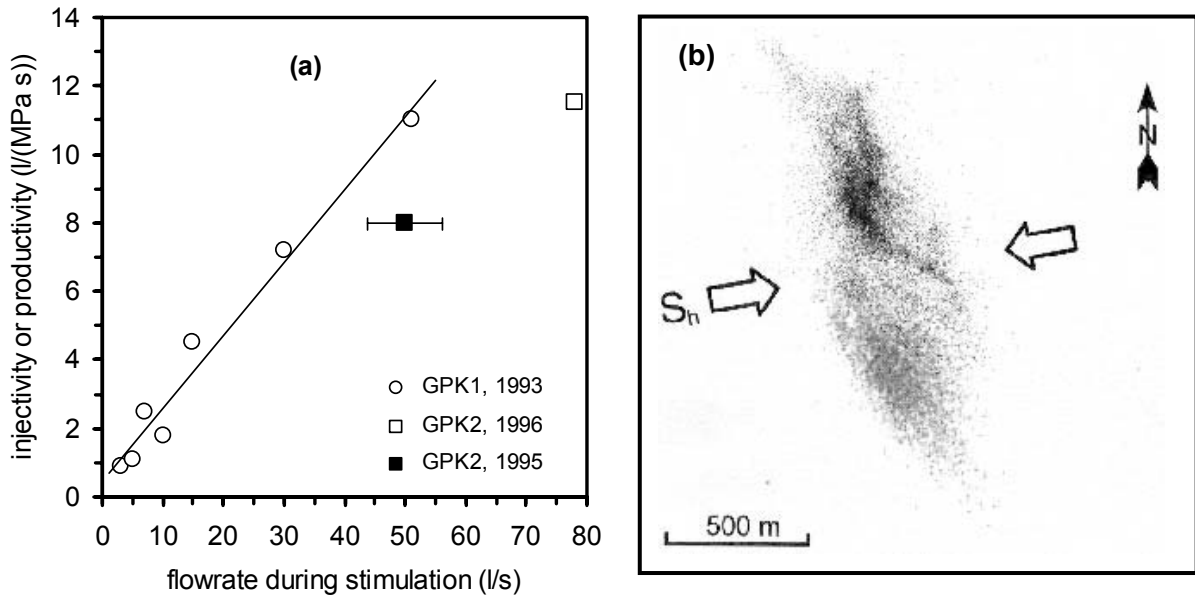 (a)
injectivity or productivity (l/(MPa s))
14
12
10
8
6
4
2
0
GPK1, 1993
GPK2, 1996
GPK2, 1995
0 10 20 30 40 50 60 70 80
flowrate during stimulation (l/s)
(b)
N
Sh
500 m